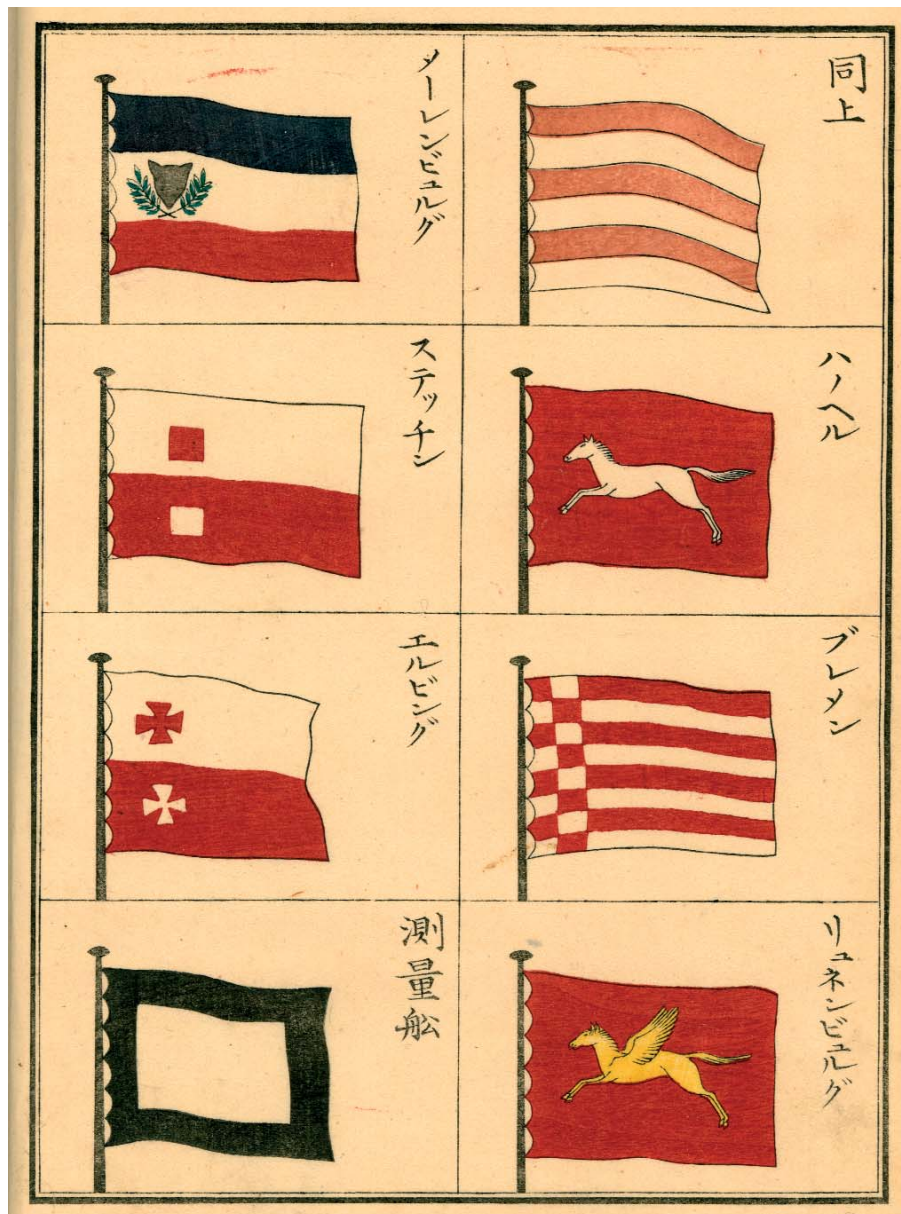 同上
ハノヘル
ブレメン
リュネンビュルグ
メーレンビュルグ
ステッチン
エルビング
測量舩